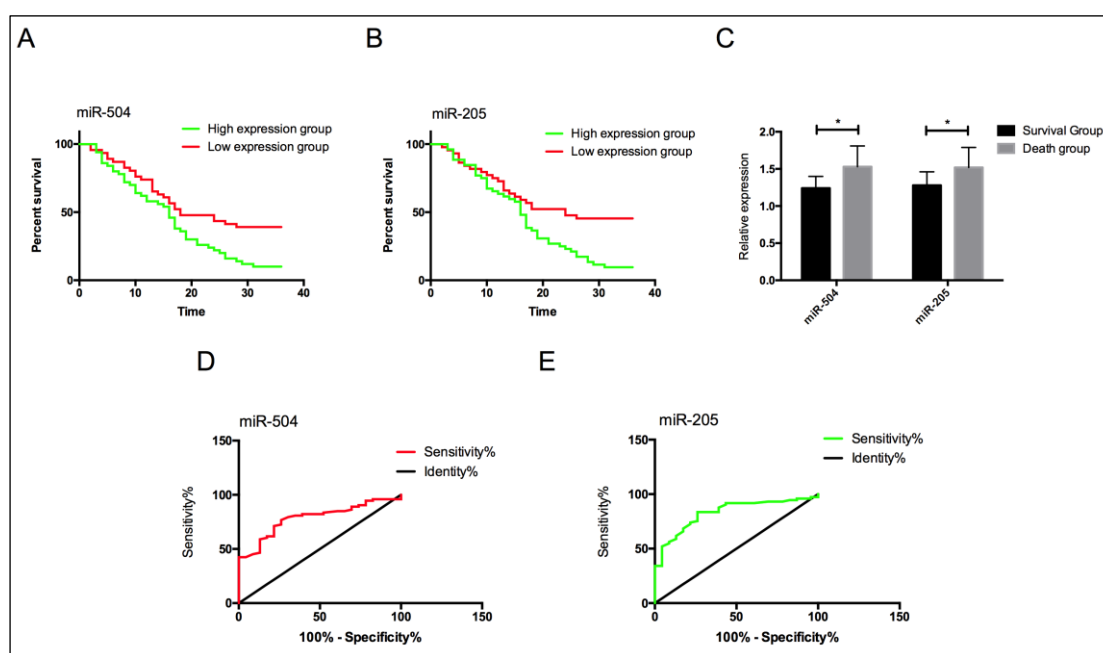 A
B
C
miR-504
High expression group
Low expression group
100
50
0
Percent survival
0 10 20 30 40
Time
miR-205
High expression group
Low expression group
100
50
0
Percent survival
0 10 20 30 40
Time
Survival Group
Death group
* *
2.0
1.5
1.0
0.5
0.0
Relative expression
miR-504
miR-205
D
E
miR-504
Sensitivity%
Identity%
150
100
50
0
Sensitivity%
0 50 100 150
100% - Specificity%
miR-205
Sensitivity%
Identity%
150
100
50
0
Sensitivity%
0 50 100 150
100% - Specificity%